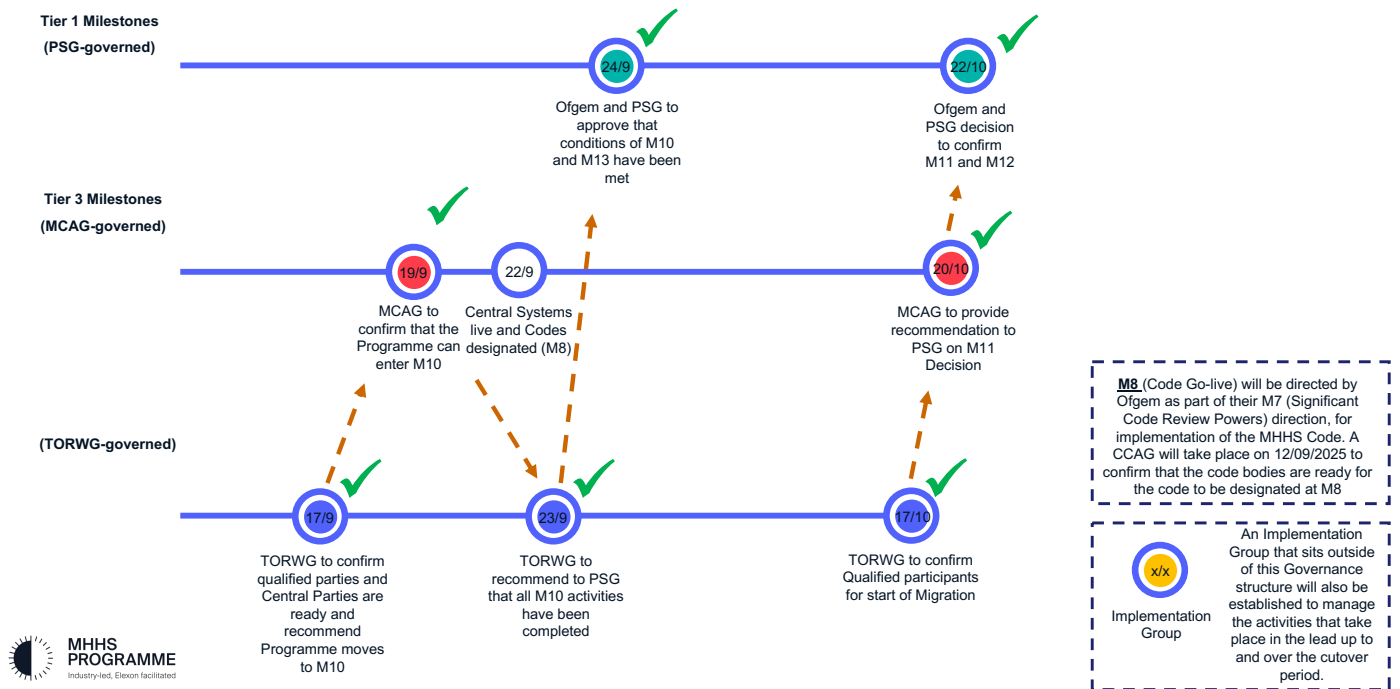 Tier 1 Milestones
(PSG-governed)
24/9
22/10
Ofgem and PSG to
approve that
conditions of M10
and M13 have been
met
Ofgem and
PSG decision
to confirm
M11 and M12
Tier 3 Milestones
(MCAG-governed)
19/9
22/9
20/10
MCAG to
confirm that the
Programme can
enter M10
Central Systems
live and Codes
designated (M8)
MCAG to provide
recommendation to
PSG on M11
Decision
(TORWG-governed)
17/9
23/9
17/10
TORWG to confirm
qualified parties and
Central Parties are
ready and
recommend
Programme moves
to M10
TORWG to
recommend to PSG
that all M10 activities
have been
completed
TORWG to confirm
Qualified participants
for start of Migration
M8 (Code Go-live) will be directed by
Ofgem as part of their M7 (Significant
Code Review Powers) direction, for
implementation of the MHHS Code. A
CCAG will take place on 12/09/2025 to
confirm that the code bodies are ready for
the code to be designated at M8
x/x
Implementation
Group
An Implementation
Group that sits outside
of this Governance
structure will also be
established to manage
the activities that take
place in the lead up to
and over the cutover
period.
MHHS
PROGRAMME
Industry-led, Elexon facilitated